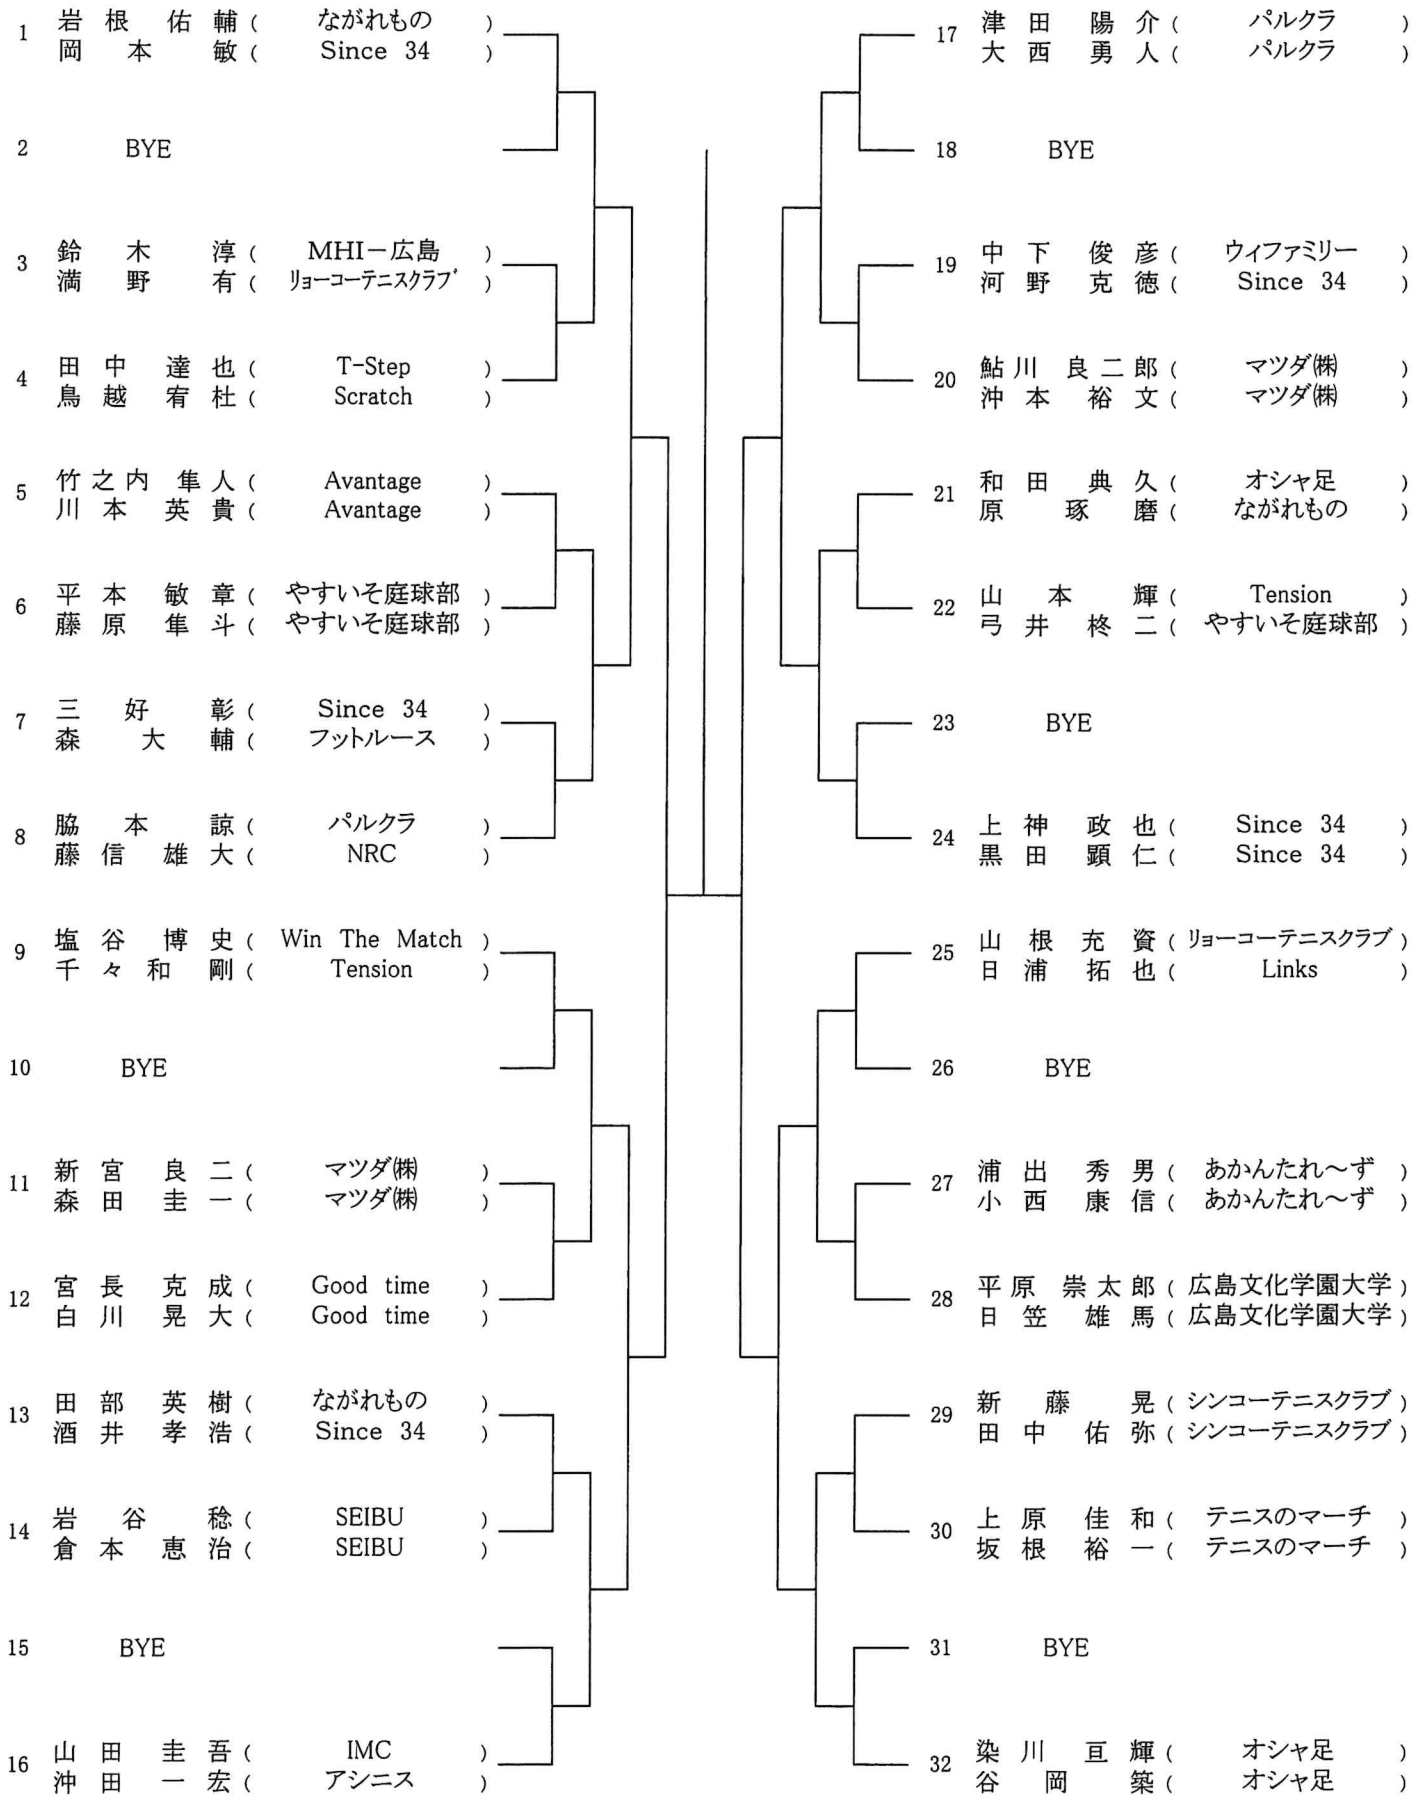 1 岩根 佑輔 ( ながれもの )
岡本 敏 ( Since 34 )
2 BYE
3 鈴木 淳 ( MHI－広島 )
満野 有 ( リョーコーテニスクラブ )
4 田中 達也 ( T-Step )
鳥越 宥杜 ( Scratch )
5 竹之内 隼人 ( Avantage )
川本 英貴 ( Avantage )
6 平本 敏章 ( やすいそ庭球部 )
藤原 隼斗 ( やすいそ庭球部 )
7 三好 彰 ( Since 34 )
森 大輔 ( フットルース )
8 脇本 諒 ( パルクラ )
藤信 雄大 ( NRC )
9 塩谷 博史 ( Win The Match )
千々和 剛 ( Tension )
10 BYE
11 新宮 良二 ( マツダ㈱ )
森田 圭一 ( マツダ㈱ )
12 宮長 克成 ( Good time )
白川 晃大 ( Good time )
13 田部 英樹 ( ながれもの )
酒井 孝浩 ( Since 34 )
14 岩谷 稔 ( SEIBU )
倉本 恵治 ( SEIBU )
15 BYE
16 山田 圭吾 ( IMC )
沖田 一宏 ( アシニス )
17 津田 陽介 ( パルクラ )
大西 勇人 ( パルクラ )
18 BYE
19 中下 俊彦 ( ウイファミリー )
河野 克徳 ( Since 34 )
20 鮎川 良二郎 ( マツダ㈱ )
沖本 裕文 ( マツダ㈱ )
21 和田 典久 ( オシャ足 )
原 琢磨 ( ながれもの )
22 山本 輝 ( Tension )
弓井 柊二 ( やすいそ庭球部 )
23 BYE
24 上神 政也 ( Since 34 )
黒田 顕仁 ( Since 34 )
25 山根 充資 ( リョーコーテニスクラブ )
日浦 拓也 ( Links )
26 BYE
27 浦出 秀男 ( あかんたれ～ず )
小西 康信 ( あかんたれ～ず )
28 平原 崇太郎 ( 広島文化学園大学 )
日笠 雄馬 ( 広島文化学園大学 )
29 新藤 晃 ( シンコーテニスクラブ )
田中 佑弥 ( シンコーテニスクラブ )
30 上原 佳和 ( テニスのマーチ )
坂根 裕一 ( テニスのマーチ )
31 BYE
32 染川 亘輝 ( オシャ足 )
谷岡 築 ( オシャ足 )